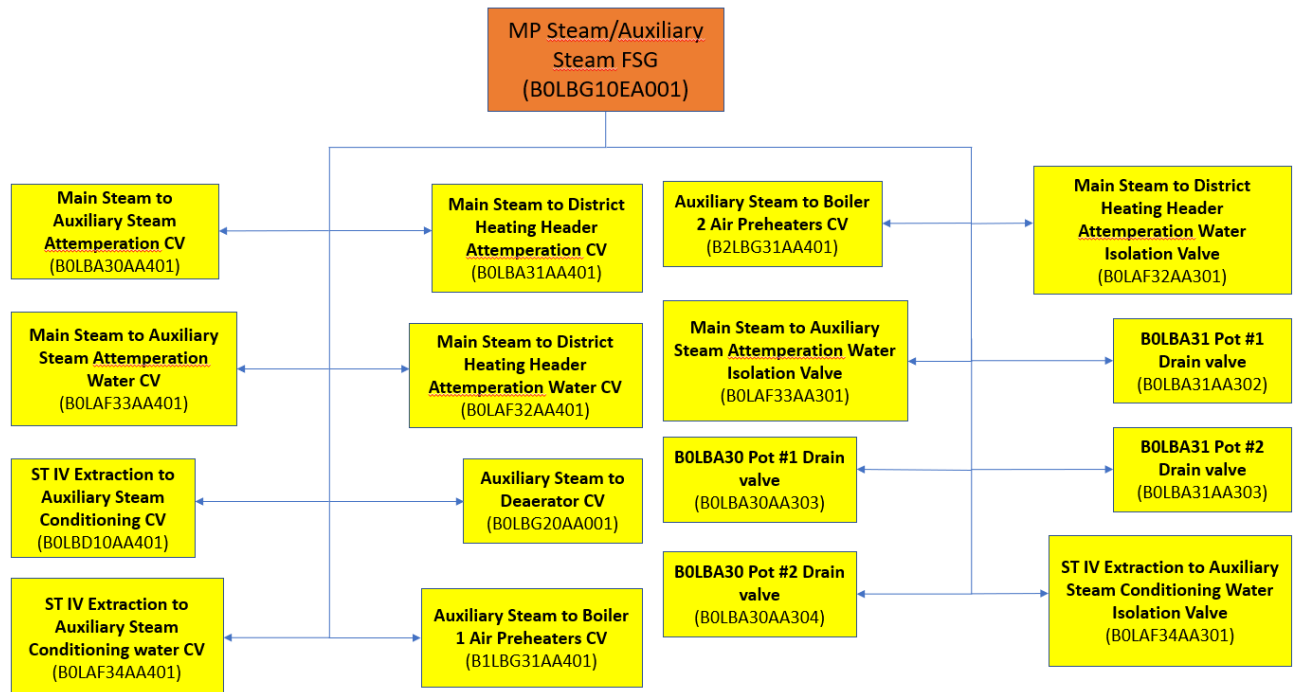 MP Steam/Auxiliary
Steam FSG
(B0LBG10EA001)
Main Steam to
Auxiliary Steam
Attemperation CV
(B0LBA30AA401)
Main Steam to District
Heating Header
Attemperation CV
(B0LBA31AA401)
Auxiliary Steam to Boiler
2 Air Preheaters CV
(B2LBG31AA401)
Main Steam to District
Heating Header
Attemperation Water
Isolation Valve
(B0LAF32AA301)
Main Steam to Auxiliary
Steam Attemperation
Water CV
(B0LAF33AA401)
Main Steam to District
Heating Header
Attemperation Water CV
(B0LAF32AA401)
Main Steam to Auxiliary
Steam Attemperation Water
Isolation Valve
(B0LAF33AA301)
B0LBA31 Pot #1
Drain valve
(B0LBA31AA302)
ST IV Extraction to
Auxiliary Steam
Conditioning CV
(B0LBD10AA401)
Auxiliary Steam to
Deaerator CV
(B0LBG20AA001)
B0LBA30 Pot #1 Drain
valve
(B0LBA30AA303)
B0LBA31 Pot #2
Drain valve
(B0LBA31AA303)
ST IV Extraction to
Auxiliary Steam
Conditioning water CV
(B0LAF34AA401)
Auxiliary Steam to Boiler
1 Air Preheaters CV
(B1LBG31AA401)
B0LBA30 Pot #2 Drain
valve
(B0LBA30AA304)
ST IV Extraction to Auxiliary
Steam Conditioning Water
Isolation Valve
(B0LAF34AA301)